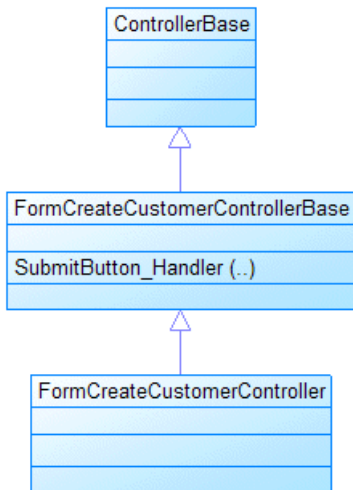 ControllerBase
FormCreateCustomerControllerBase
SubmitButton_Handler (..)
FormCreateCustomerController